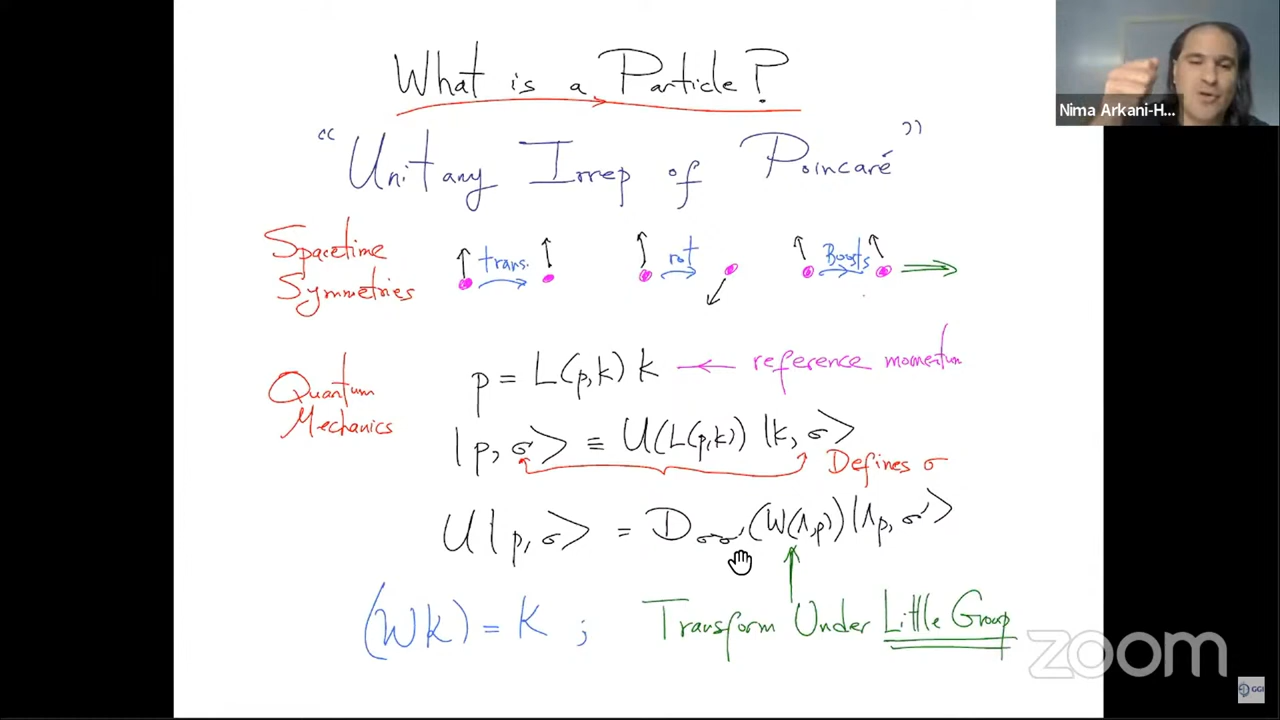 What is a Particle?
"Unitary Irrep of Poincaré"
Spacetime Symmetries
trans.
rot
Boosts
Quantum Mechanics
p = L(p,k) k ← reference momentum
|p, σ> ≡ U(L(p,k)) |k, σ>
Defines σ
U|p, σ> = D_σσ' (W(Λ,p)) |Λp, σ'>
(Wk) = k ; Transform Under Little Group
Nima Arkani-H...
zoom
GGI